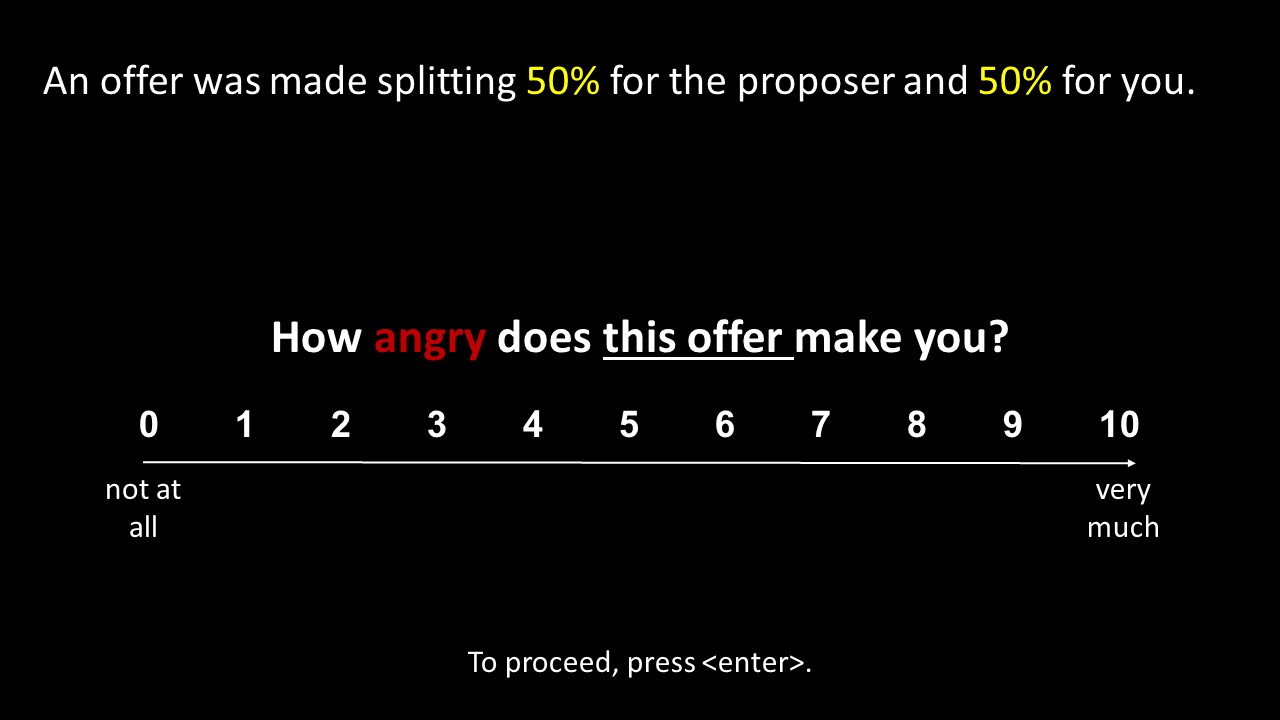 An offer was made splitting 50% for the proposer and 50% for you.
How angry does this offer make you?
0 1 2 3 4 5 6 7 8 9 10
not at all very much
To proceed, press <enter>.